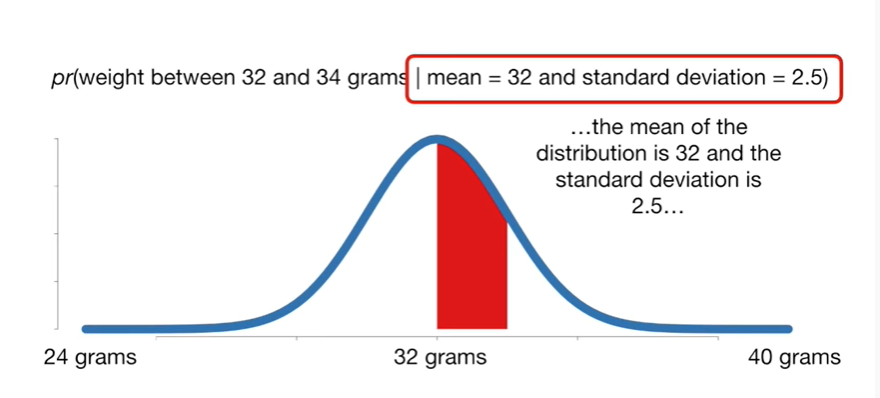 pr(weight between 32 and 34 grams | mean = 32 and standard deviation = 2.5)
…the mean of the
distribution is 32 and the
standard deviation is
2.5…
24 grams
32 grams
40 grams